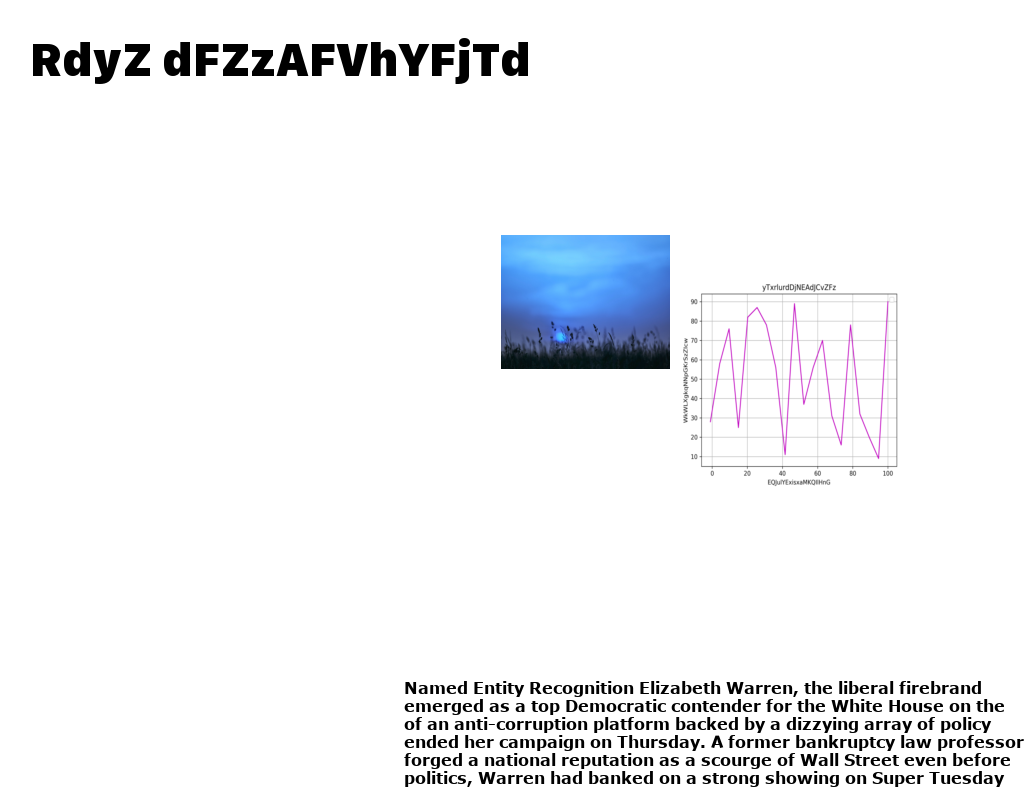 RdyZ dFZzAFVhYFjTd
90
80
70
60
50
40
30
20
10
0 20 40 60 80 100
Named Entity Recognition Elizabeth Warren, the liberal firebrand
emerged as a top Democratic contender for the White House on the
of an anti-corruption platform backed by a dizzying array of policy
ended her campaign on Thursday. A former bankruptcy law professor
forged a national reputation as a scourge of Wall Street even before
politics, Warren had banked on a strong showing on Super Tuesday